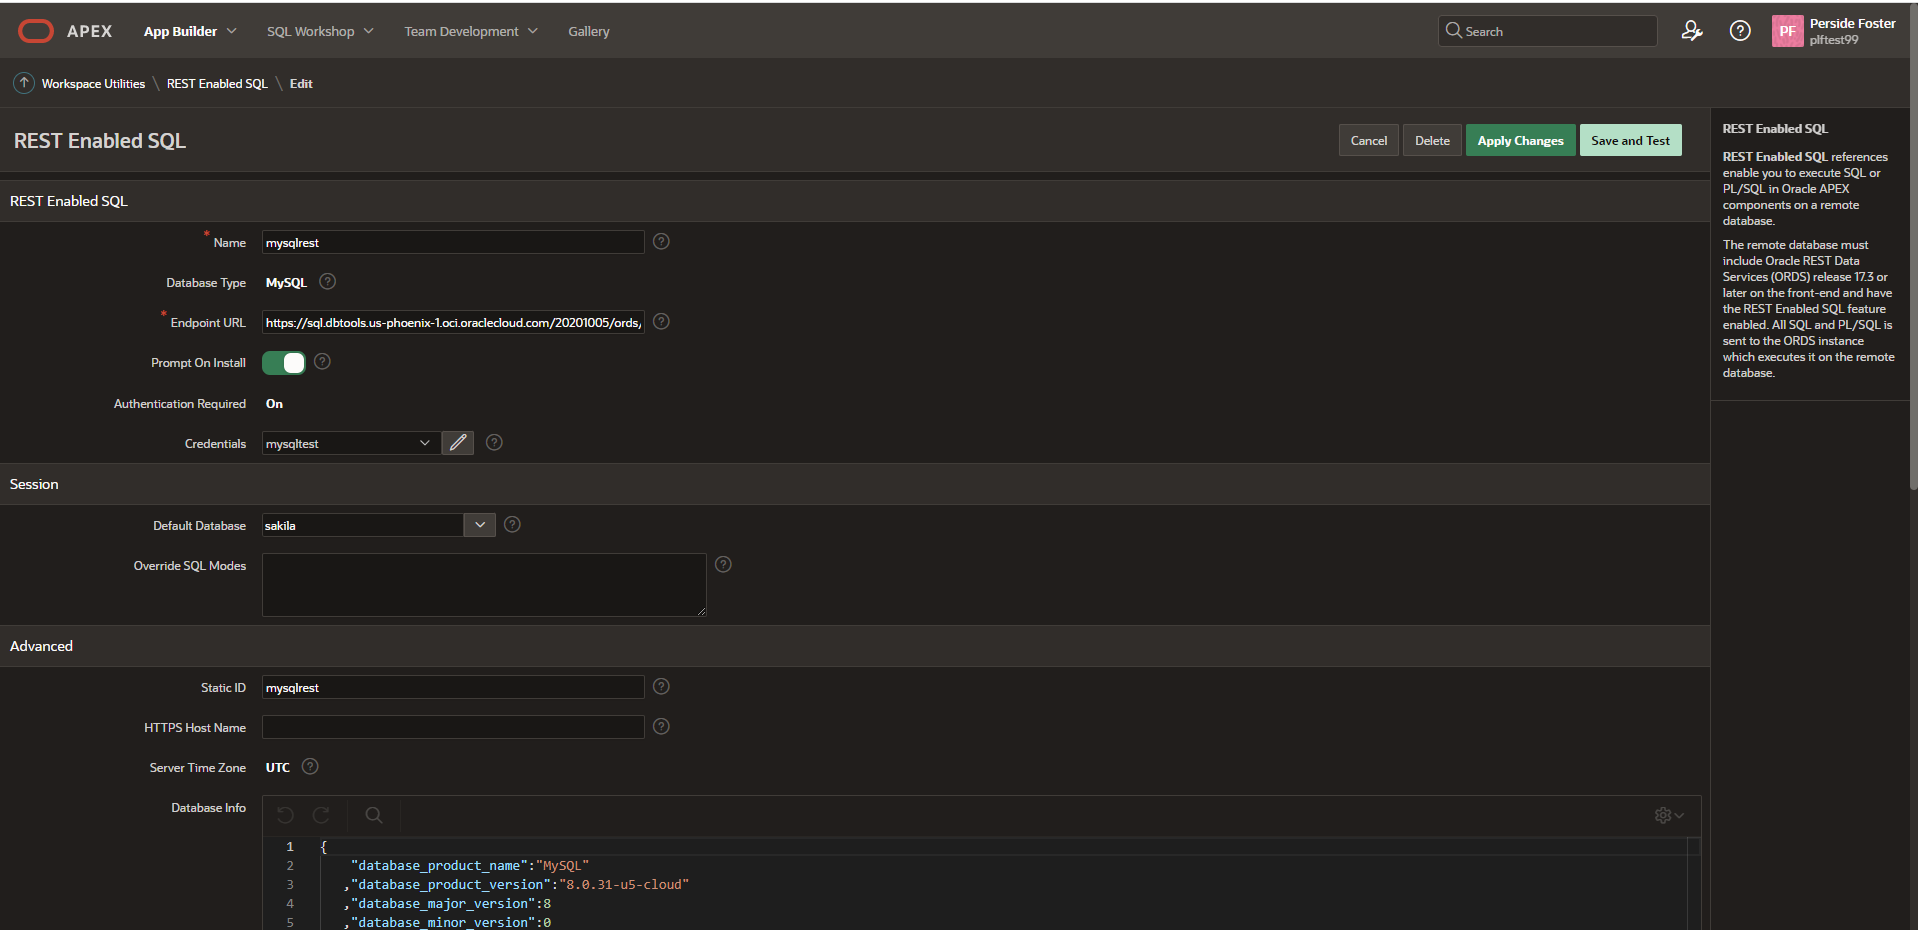 APEX App Builder SQL Workshop Team Development Gallery Search PF Perside Foster
plftest99
Workspace Utilities \ REST Enabled SQL \ Edit
REST Enabled SQL
Cancel Delete Apply Changes Save and Test
REST Enabled SQL
* Name mysqlrest
Database Type MySQL
* Endpoint URL https://sql.dbtools.us-phoenix-1.oci.oraclecloud.com/20201005/ords/
Prompt On Install
Authentication Required On
Credentials mysqltest
Session
Default Database sakila
Override SQL Modes
Advanced
Static ID mysqlrest
HTTPS Host Name
Server Time Zone UTC
Database Info
1 {
2 "database_product_name":"MySQL"
3 ,"database_product_version":"8.0.31-u5-cloud"
4 ,"database_major_version":8
5 ,"database_minor_version":0
REST Enabled SQL
REST Enabled SQL references
enable you to execute SQL or
PL/SQL in Oracle APEX
components on a remote
database.
The remote database must
include Oracle REST Data
Services (ORDS) release 17.3 or
later on the front-end and have
the REST Enabled SQL feature
enabled. All SQL and PL/SQL is
sent to the ORDS instance
which executes it on the remote
database.